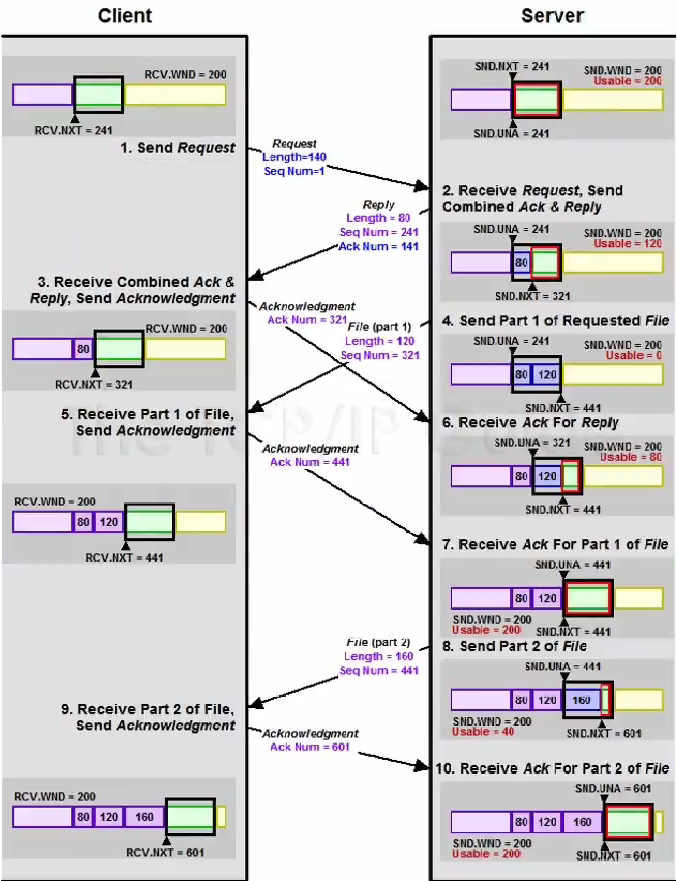 Client
Server
RCV.WND = 200
RCV.NXT = 241
SND.NXT = 241
SND.WND = 200
Usable = 200
SND.UNA = 241
1. Send Request
Request
Length=140
Seq Num=1
2. Receive Request, Send
Combined Ack & Reply
Reply
Length = 80
Seq Num = 241
Ack Num = 141
SND.UNA = 241
SND.WND = 200
Usable = 120
80
SND.NXT = 321
3. Receive Combined Ack &
Reply, Send Acknowledgment
Acknowledgment
Ack Num = 321
RCV.WND = 200
80
RCV.NXT = 321
File (part 1)
Length = 120
Seq Num = 321
4. Send Part 1 of Requested File
SND.UNA = 241
SND.WND = 200
Usable = 0
80 120
SND.NXT = 441
5. Receive Part 1 of File,
Send Acknowledgment
Acknowledgment
Ack Num = 441
6. Receive Ack For Reply
SND.UNA = 321
SND.WND = 200
Usable = 80
80 120
SND.NXT = 441
RCV.WND = 200
80 120
RCV.NXT = 441
7. Receive Ack For Part 1 of File
SND.UNA = 441
80 120
SND.WND = 200
Usable = 200
SND.NXT = 441
8. Send Part 2 of File
File (part 2)
Length = 160
Seq Num = 441
SND.UNA = 441
80 120 160
SND.WND = 200
Usable = 40
SND.NXT = 601
9. Receive Part 2 of File,
Send Acknowledgment
Acknowledgment
Ack Num = 601
10. Receive Ack For Part 2 of File
RCV.WND = 200
80 120 160
RCV.NXT = 601
SND.UNA = 601
80 120 160
SND.WND = 200
Usable = 200
SND.NXT = 601